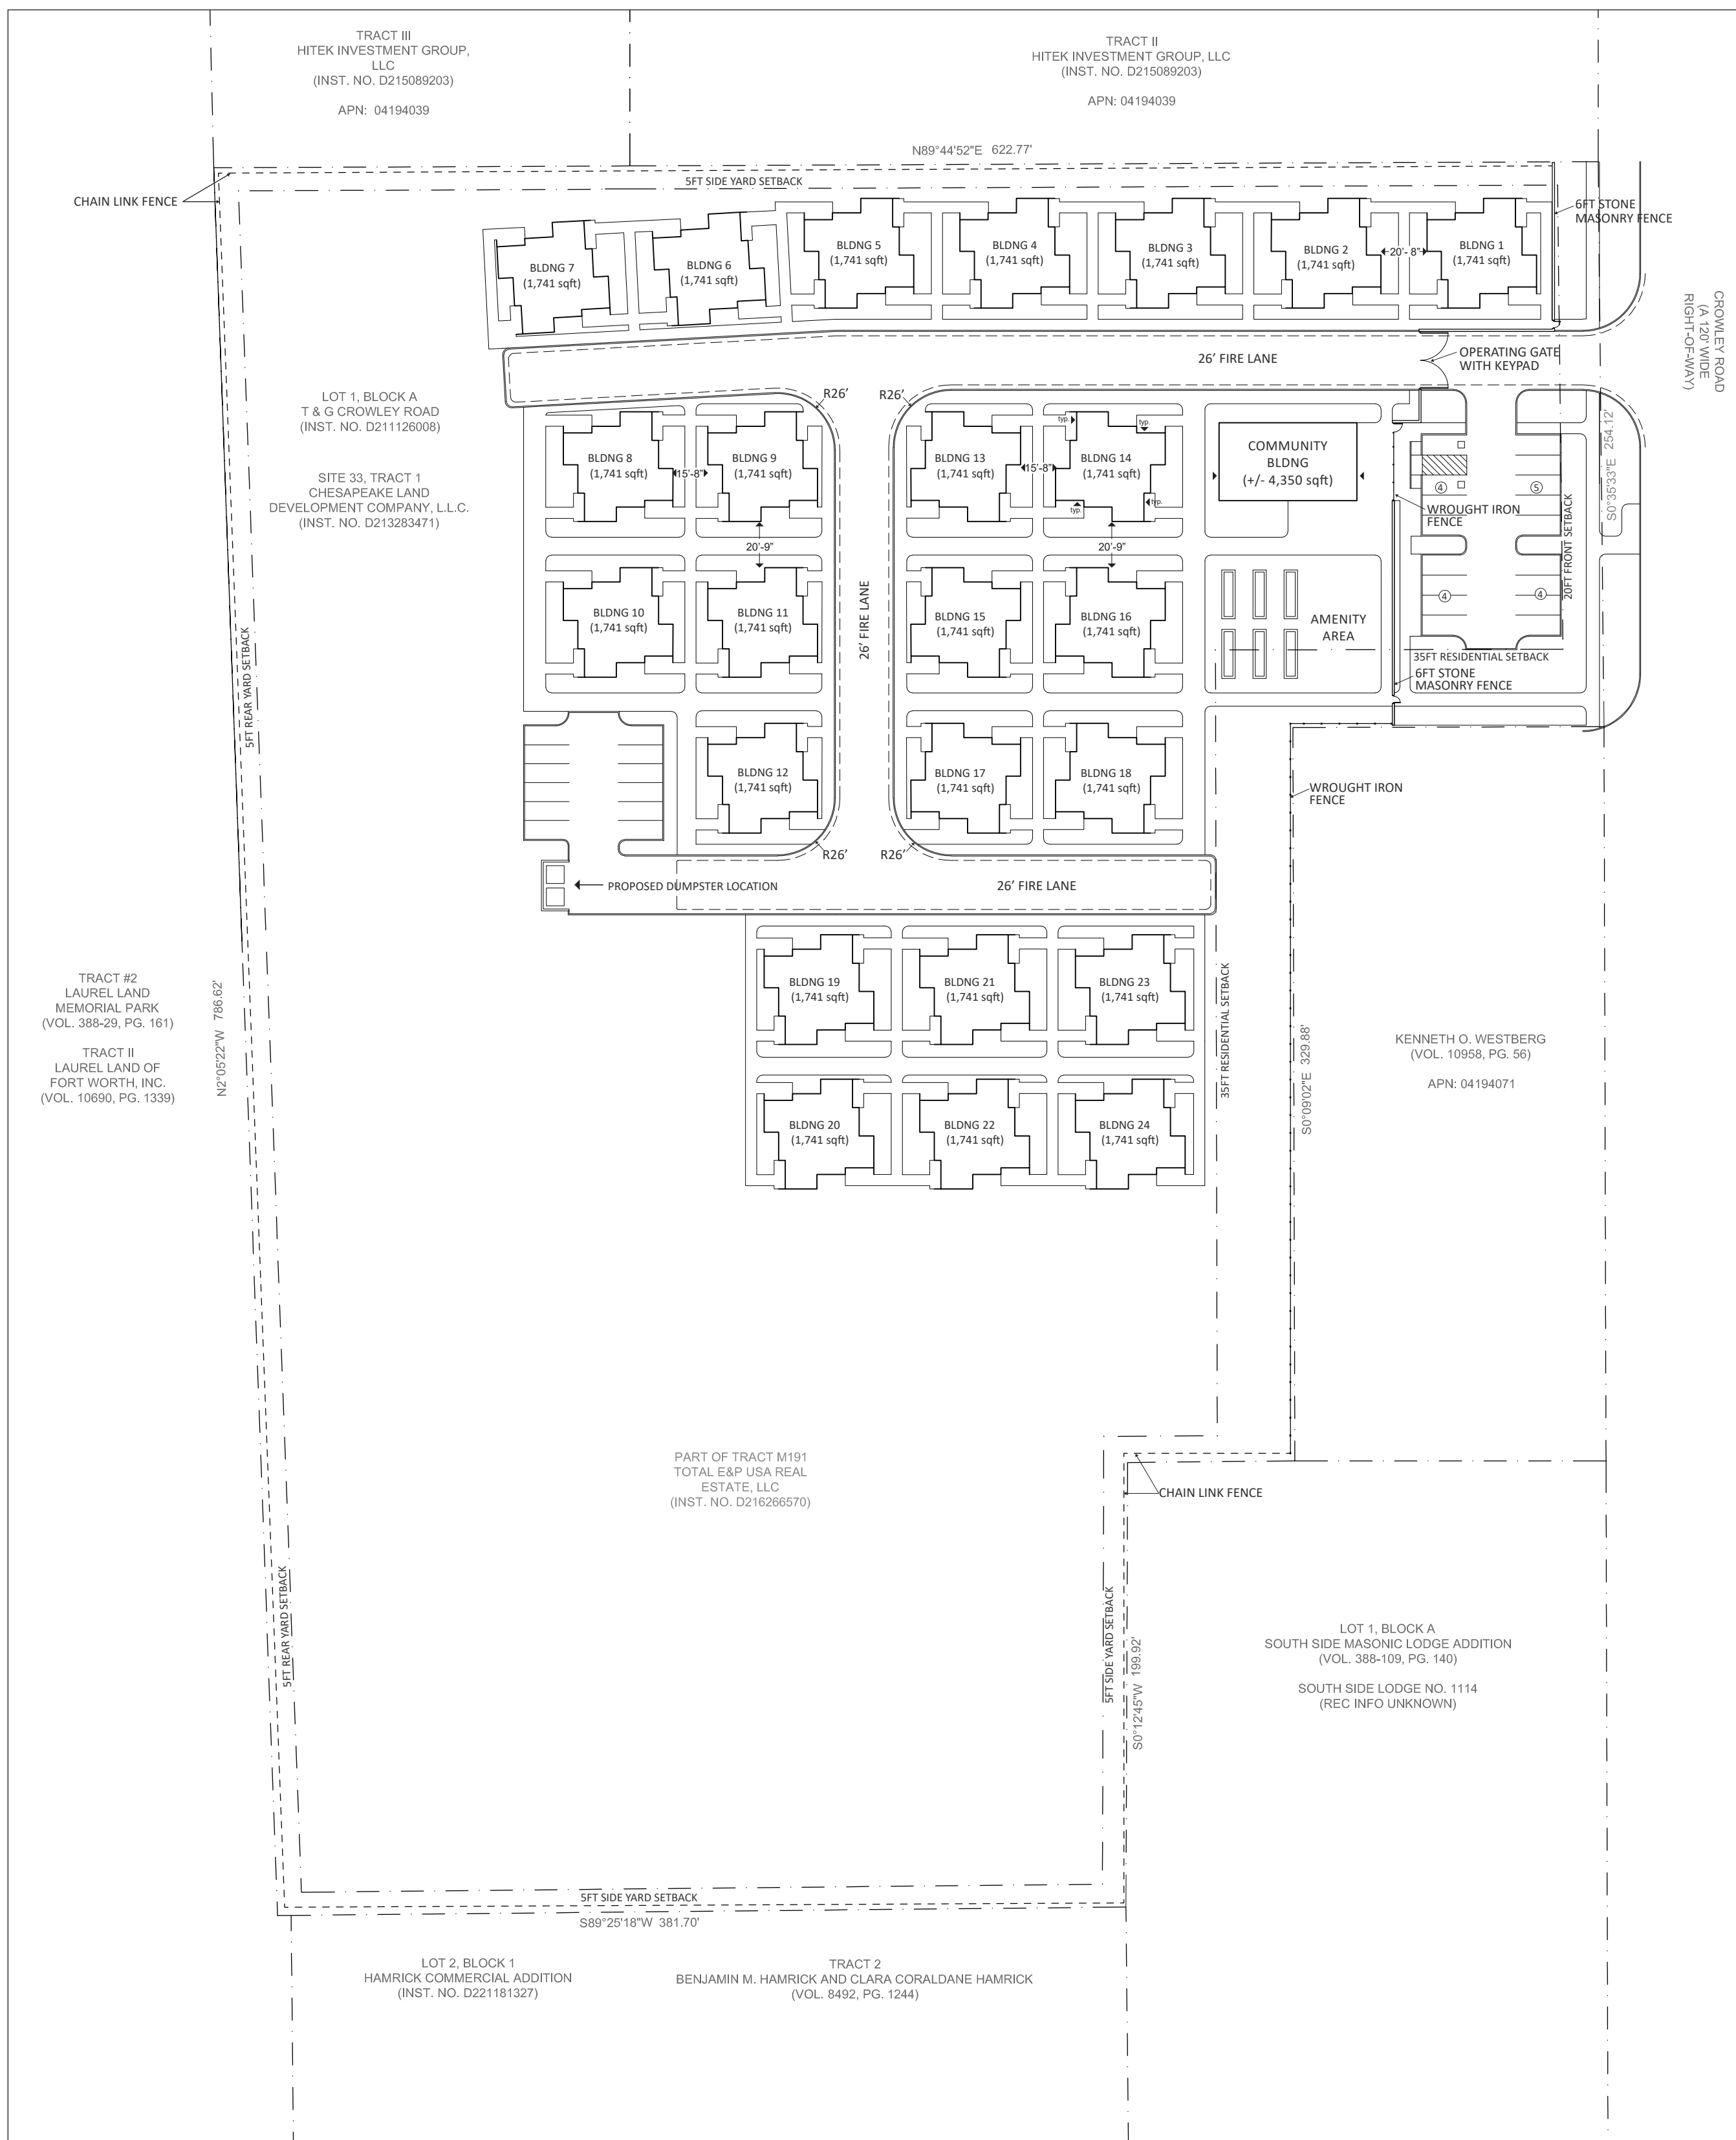 TRACT III
HITEK INVESTMENT GROUP,
LLC
(INST. NO. D215089203)
APN: 04194039
TRACT II
HITEK INVESTMENT GROUP, LLC
(INST. NO. D215089203)
APN: 04194039
N89°44'52"E 622.77'
5FT SIDE YARD SETBACK
CHAIN LINK FENCE
6FT STONE
MASONRY FENCE
BLDNG 7
(1,741 sqft)
BLDNG 6
(1,741 sqft)
BLDNG 5
(1,741 sqft)
BLDNG 4
(1,741 sqft)
BLDNG 3
(1,741 sqft)
BLDNG 2
(1,741 sqft)
20'- 8"
BLDNG 1
(1,741 sqft)
CROWLEY ROAD
(A 120' WIDE
RIGHT-OF-WAY)
26' FIRE LANE
OPERATING GATE
WITH KEYPAD
LOT 1, BLOCK A
T & G CROWLEY ROAD
(INST. NO. D211126008)
SITE 33, TRACT 1
CHESAPEAKE LAND
DEVELOPMENT COMPANY, L.L.C.
(INST. NO. D213283471)
R26'
R26'
BLDNG 8
(1,741 sqft)
15'-8"
BLDNG 9
(1,741 sqft)
BLDNG 13
(1,741 sqft)
15'-8"
typ.
typ.
BLDNG 14
(1,741 sqft)
typ.
typ.
COMMUNITY
BLDNG
(+/- 4,350 sqft)
4
5
WROUGHT IRON
FENCE
S0°35'33"E 254.12'
20FT FRONT SETBACK
20'-9"
20'-9"
26' FIRE LANE
BLDNG 10
(1,741 sqft)
BLDNG 11
(1,741 sqft)
BLDNG 15
(1,741 sqft)
BLDNG 16
(1,741 sqft)
AMENITY
AREA
4
4
35FT RESIDENTIAL SETBACK
6FT STONE
MASONRY FENCE
5FT REAR YARD SETBACK
BLDNG 12
(1,741 sqft)
BLDNG 17
(1,741 sqft)
BLDNG 18
(1,741 sqft)
WROUGHT IRON
FENCE
R26'
R26'
PROPOSED DUMPSTER LOCATION
26' FIRE LANE
TRACT #2
LAUREL LAND
MEMORIAL PARK
(VOL. 388-29, PG. 161)
TRACT II
LAUREL LAND OF
FORT WORTH, INC.
(VOL. 10690, PG. 1339)
N2°05'22"W 786.62'
BLDNG 19
(1,741 sqft)
BLDNG 21
(1,741 sqft)
BLDNG 23
(1,741 sqft)
35FT RESIDENTIAL SETBACK
S0°09'02"E 329.88'
KENNETH O. WESTBERG
(VOL. 10958, PG. 56)
APN: 04194071
BLDNG 20
(1,741 sqft)
BLDNG 22
(1,741 sqft)
BLDNG 24
(1,741 sqft)
PART OF TRACT M191
TOTAL E&P USA REAL
ESTATE, LLC
(INST. NO. D216266570)
CHAIN LINK FENCE
5FT REAR YARD SETBACK
5FT SIDE YARD SETBACK
S0°12'45"W 199.92'
LOT 1, BLOCK A
SOUTH SIDE MASONIC LODGE ADDITION
(VOL. 388-109, PG. 140)
SOUTH SIDE LODGE NO. 1114
(REC INFO UNKNOWN)
5FT SIDE YARD SETBACK
S89°25'18"W 381.70'
LOT 2, BLOCK 1
HAMRICK COMMERCIAL ADDITION
(INST. NO. D221181327)
TRACT 2
BENJAMIN M. HAMRICK AND CLARA CORALDANE HAMRICK
(VOL. 8492, PG. 1244)